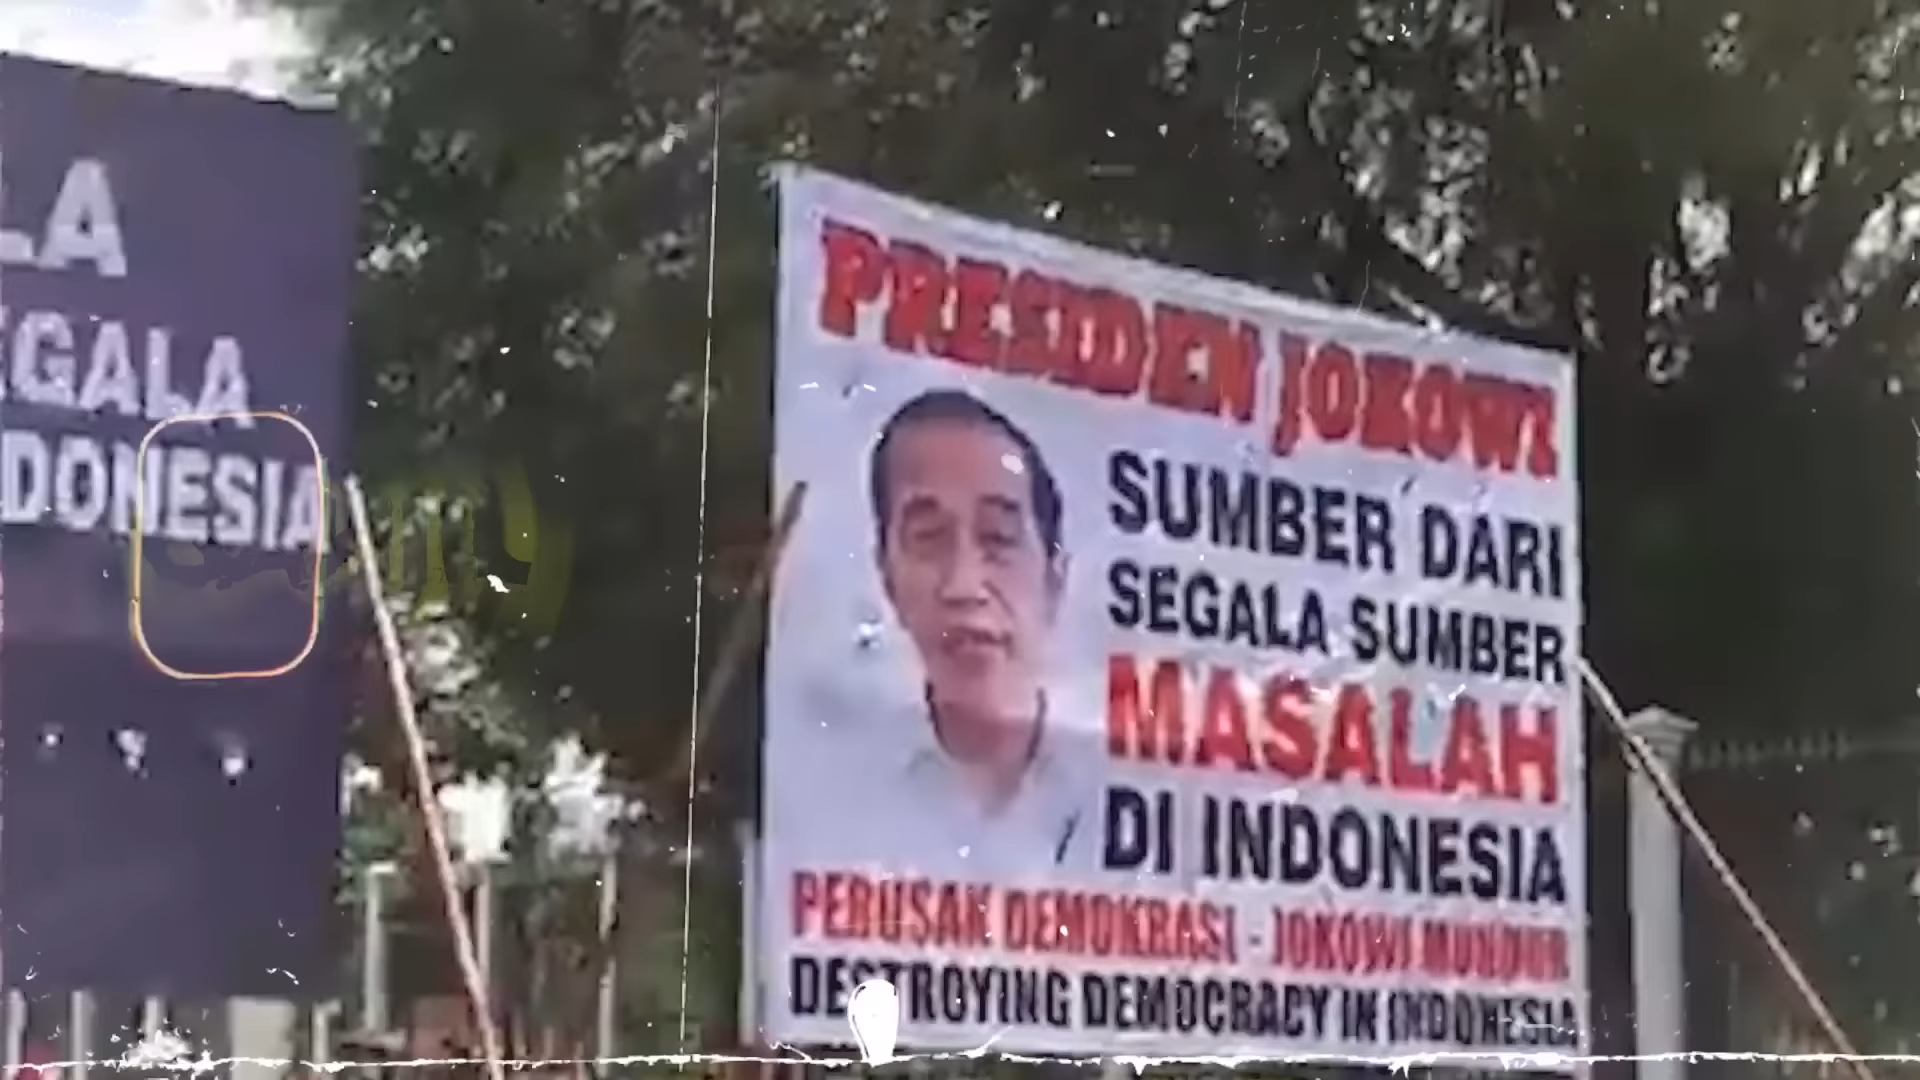 LA
EGALA
DONESIA
PRESIDEN JOKOWI
SUMBER DARI
SEGALA SUMBER
MASALAH
DI INDONESIA
PERUSAK DEMOKRASI - JOKOWI MUNDUR
DESTROYING DEMOCRACY IN INDONESIA